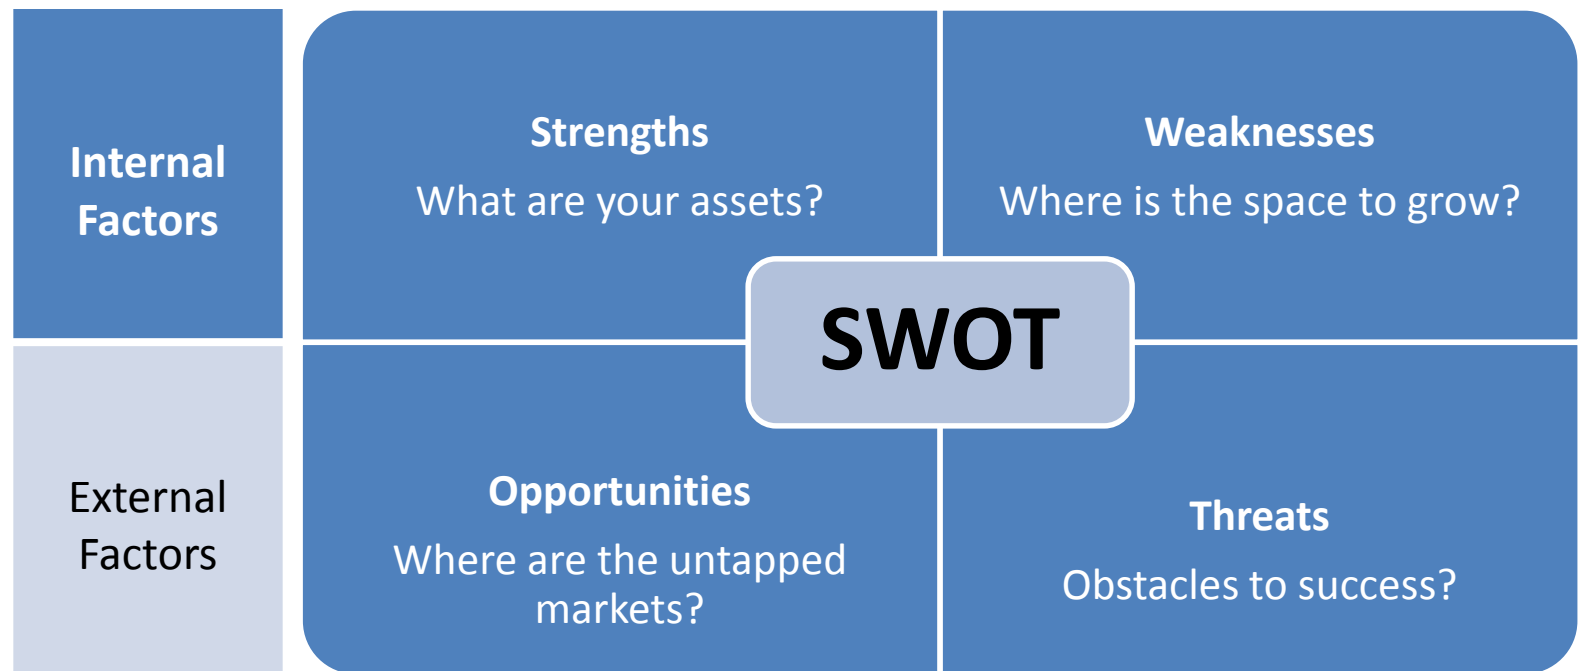 Internal
Factors
Strengths
What are your assets?
Weaknesses
Where is the space to grow?
SWOT
External
Factors
Opportunities
Where are the untapped
markets?
Threats
Obstacles to success?